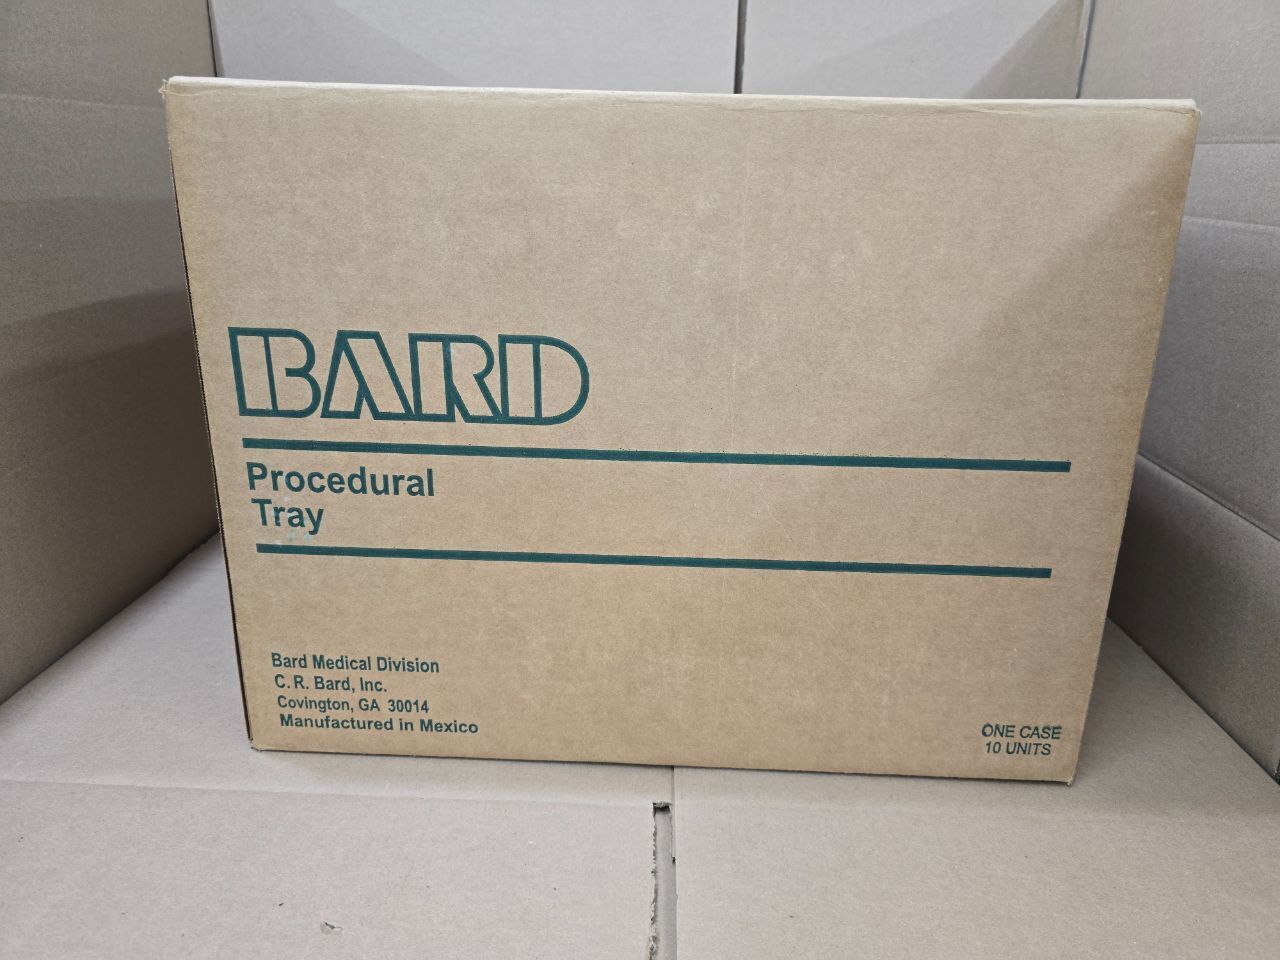 BARD
Procedural
Tray
Bard Medical Division
C. R. Bard, Inc.
Covington, GA 30014
Manufactured in Mexico
ONE CASE
10 UNITS